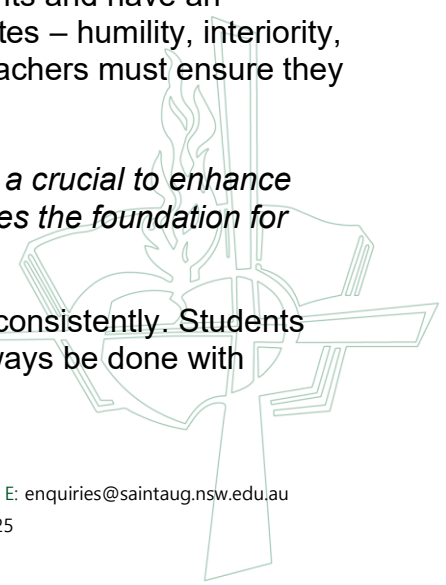 nts and have an
tes – humility, interiority,
achers must ensure they
a crucial to enhance
es the foundation for
consistently. Students
ways be done with
E: enquiries@saintaug.nsw.edu.au
25